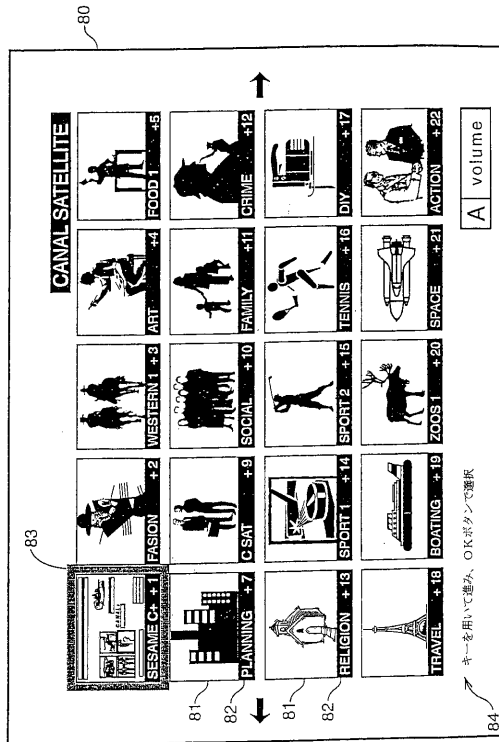 80
CANAL SATELLITE
83
SESAME C+ +1
FASION +2
WESTERN 1 +3
ART +4
FOOD 1 +5
PLANNING +7
C SAT +9
SOCIAL +10
FAMILY +11
CRIME +12
81
82
RELIGION +13
SPORT 1 +14
SPORT 2 +15
TENNIS +16
DIY +17
81
82
TRAVEL +18
BOATING +19
ZOOS 1 +20
SPACE +21
ACTION +22
84
キーを用いて進み、OKボタンで選択
A volume